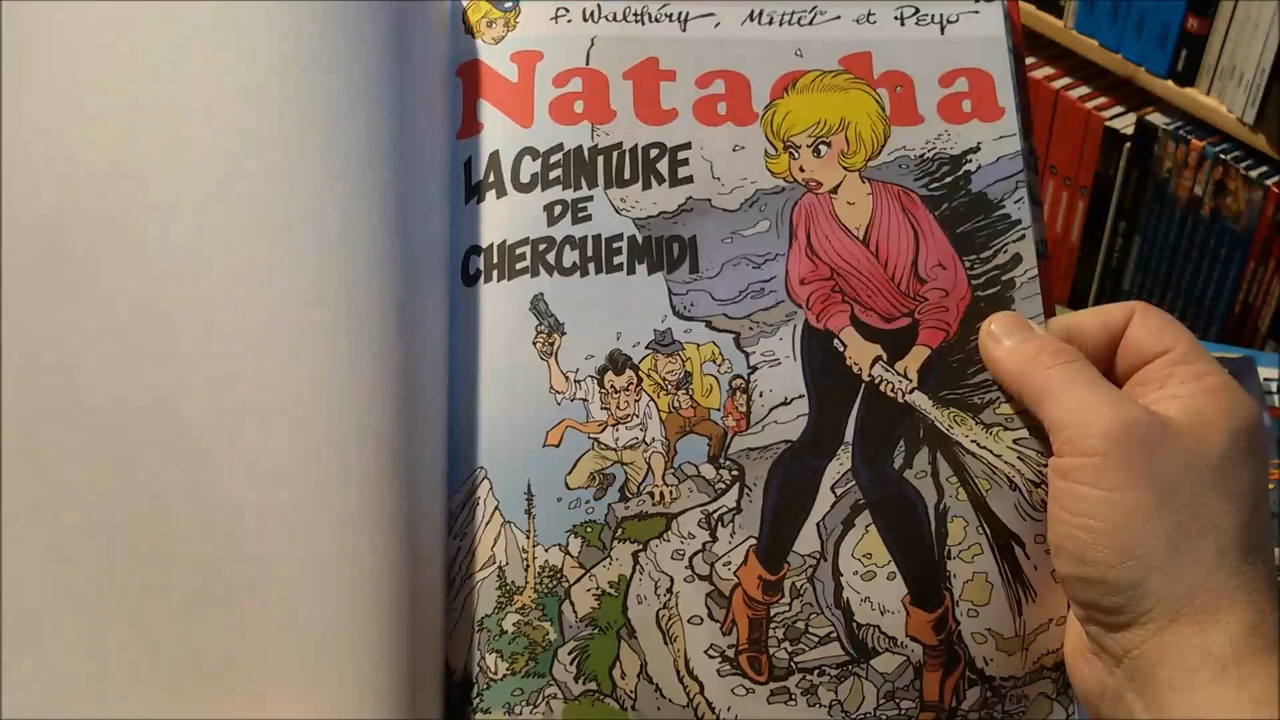 F. Walthéry, Mittéï et Peyo
Natacha
LA CEINTURE
DE
CHERCHEMIDI